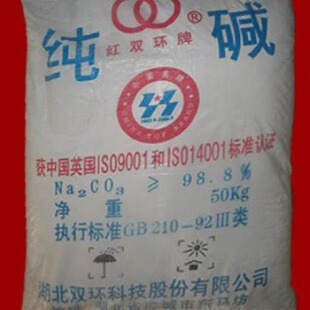 ®
红双环牌
纯 碱
获中国英国ISO9001和ISO14001标准认证
Na₂CO₃ ≥ 98.8%
净 重 50Kg
执行标准GB 210-92Ⅲ类
湖北双环科技股份有限公司